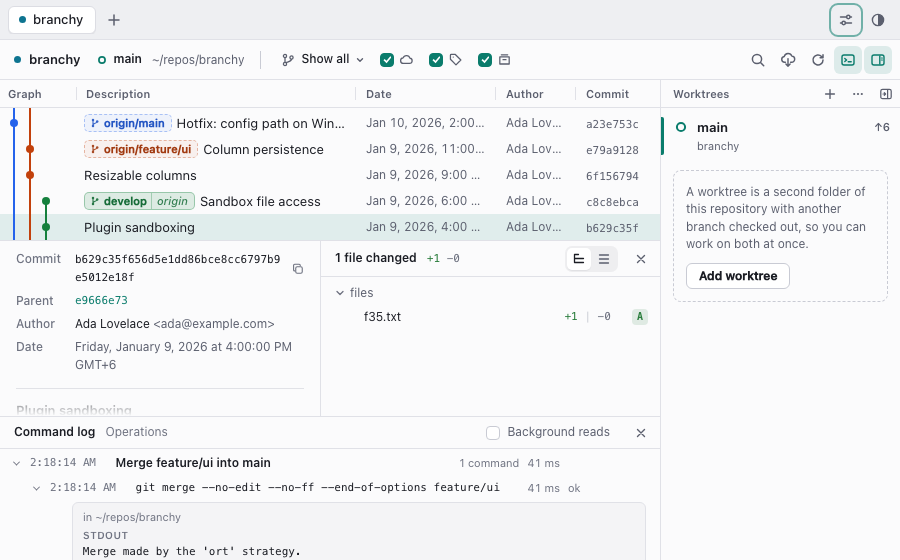 branchy
branchy main ~/repos/branchy Show all
Graph Description Date Author Commit Worktrees
origin/main Hotfix: config path on Win... Jan 10, 2026, 2:00... Ada Lov... a23e753c
main ↑6
branchy
origin/feature/ui Column persistence Jan 9, 2026, 11:00... Ada Lov... e79a9128
Resizable columns Jan 9, 2026, 9:00 ... Ada Lov... 6f156794
develop origin Sandbox file access Jan 9, 2026, 6:00 ... Ada Lov... c8c8ebca
Plugin sandboxing Jan 9, 2026, 4:00 ... Ada Lov... b629c35f
A worktree is a second folder of
this repository with another
branch checked out, so you can
work on both at once.
Add worktree
Commit b629c35f656d5e1dd86bce8cc6797b9
e5012e18f
Parent e9666e73
Author Ada Lovelace <ada@example.com>
Date Friday, January 9, 2026 at 4:00:00 PM
GMT+6
Plugin sandboxing
1 file changed +1 −0
files
f35.txt +1 −0 A
Command log Operations Background reads
2:18:14 AM Merge feature/ui into main 1 command 41 ms
2:18:14 AM git merge --no-edit --no-ff --end-of-options feature/ui 41 ms ok
in ~/repos/branchy
STDOUT
Merge made by the 'ort' strategy.